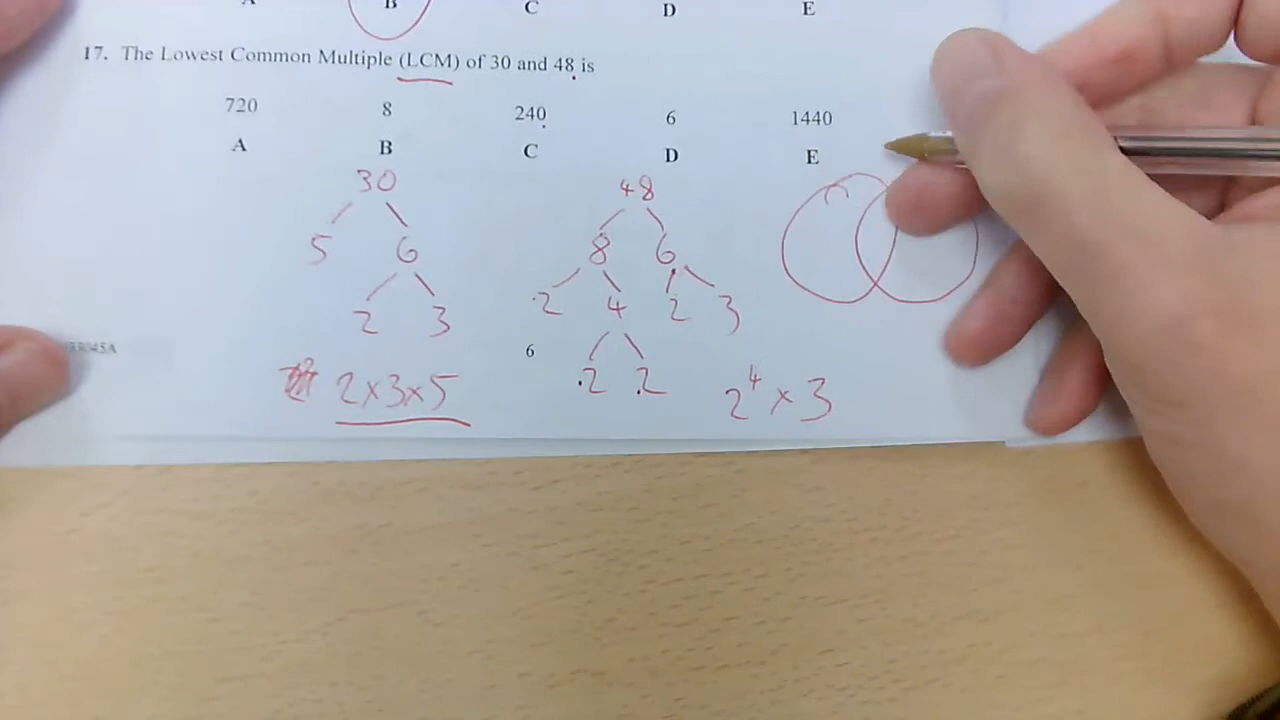 B C D E
17. The Lowest Common Multiple (LCM) of 30 and 48 is
720 8 240 6 1440
A B C D E
30 48
5 6 8 6
2 3 2 4 2 3
6
2 2
2×3×5 2⁴ × 3